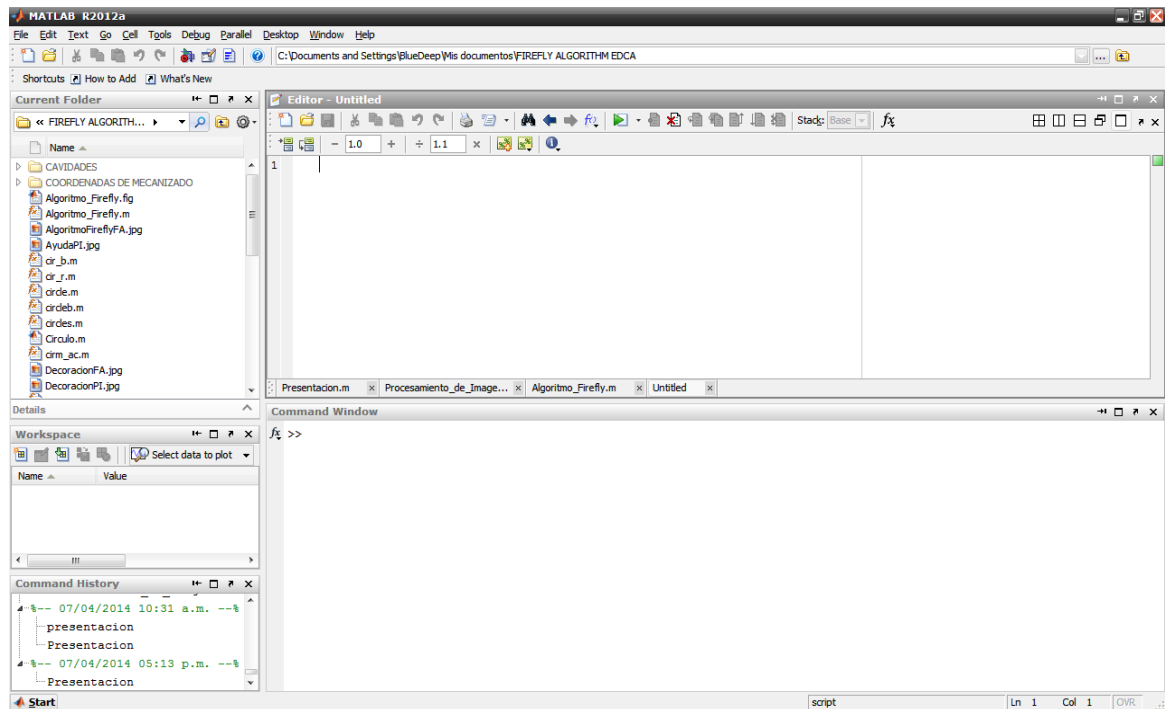 MATLAB R2012a
File Edit Text Go Cell Tools Debug Parallel Desktop Window Help
C:\Documents and Settings\BlueDeep\Mis documentos\FIREFLY ALGORITHM EDCA
Shortcuts How to Add What's New
Current Folder
« FIREFLY ALGORITH...
Name
CAVIDADES
COORDENADAS DE MECANIZADO
Algoritmo_Firefly.fig
Algoritmo_Firefly.m
AlgoritmoFireflyFA.jpg
AyudaPI.jpg
cir_b.m
cir_r.m
circle.m
circleb.m
circles.m
Circulo.m
cirm_ac.m
DecoracionFA.jpg
DecoracionPI.jpg
Details
Workspace
Select data to plot
Name Value
Command History
%-- 07/04/2014 10:31 a.m. --%
presentacion
Presentacion
%-- 07/04/2014 05:13 p.m. --%
Presentacion
Editor - Untitled
Stack: Base fx
- 1.0 + ÷ 1.1 ×
1
Presentacion.m × Procesamiento_de_Image... × Algoritmo_Firefly.m × Untitled ×
Command Window
fx >>
Start script Ln 1 Col 1 OVR